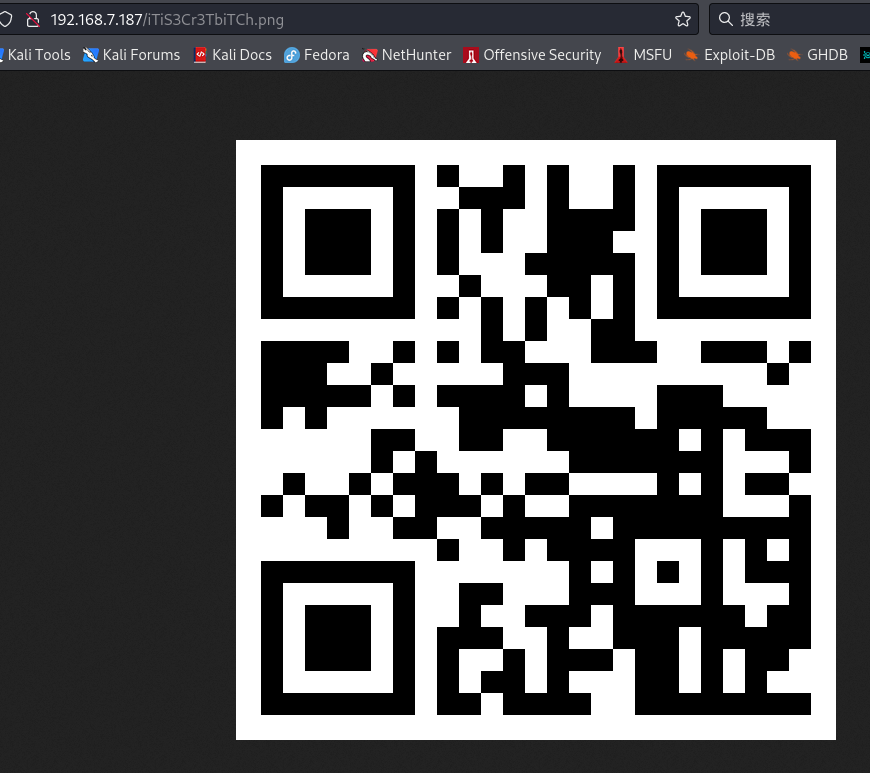 192.168.7.187/iTiS3Cr3TbiTCh.png
搜索
Kali Tools Kali Forums Kali Docs Fedora NetHunter Offensive Security MSFU Exploit-DB GHDB